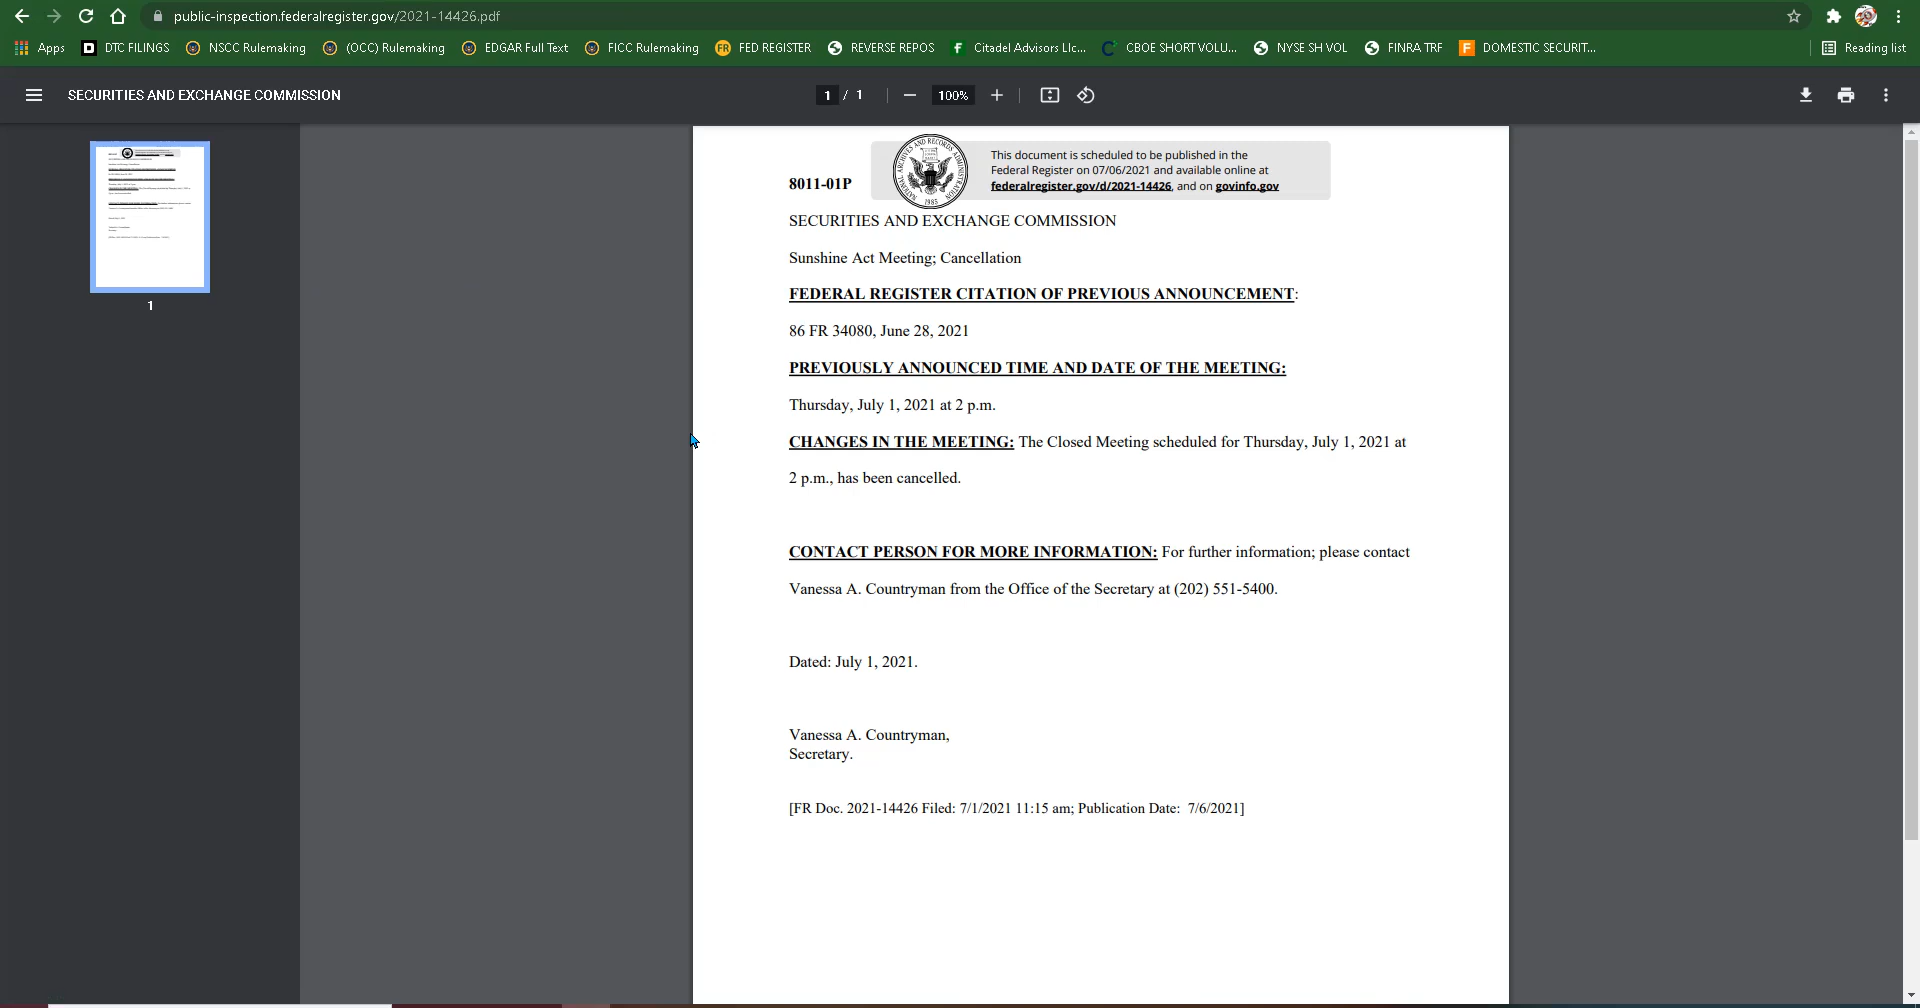 public-inspection.federalregister.gov/2021-14426.pdf
Apps DTC FILINGS NSCC Rulemaking (OCC) Rulemaking EDGAR Full Text FICC Rulemaking FED REGISTER REVERSE REPOS Citadel Advisors Llc... CBOE SHORT VOLU... NYSE SH VOL FINRA TRF DOMESTIC SECURIT... Reading list
SECURITIES AND EXCHANGE COMMISSION 1 / 1 100%
1
This document is scheduled to be published in the
Federal Register on 07/06/2021 and available online at
federalregister.gov/d/2021-14426, and on govinfo.gov
NATIONAL ARCHIVES AND RECORDS ADMINISTRATION
1985
8011-01P
SECURITIES AND EXCHANGE COMMISSION
Sunshine Act Meeting; Cancellation
FEDERAL REGISTER CITATION OF PREVIOUS ANNOUNCEMENT:
86 FR 34080, June 28, 2021
PREVIOUSLY ANNOUNCED TIME AND DATE OF THE MEETING:
Thursday, July 1, 2021 at 2 p.m.
CHANGES IN THE MEETING: The Closed Meeting scheduled for Thursday, July 1, 2021 at
2 p.m., has been cancelled.
CONTACT PERSON FOR MORE INFORMATION: For further information; please contact
Vanessa A. Countryman from the Office of the Secretary at (202) 551-5400.
Dated: July 1, 2021.
Vanessa A. Countryman,
Secretary.
[FR Doc. 2021-14426 Filed: 7/1/2021 11:15 am; Publication Date: 7/6/2021]